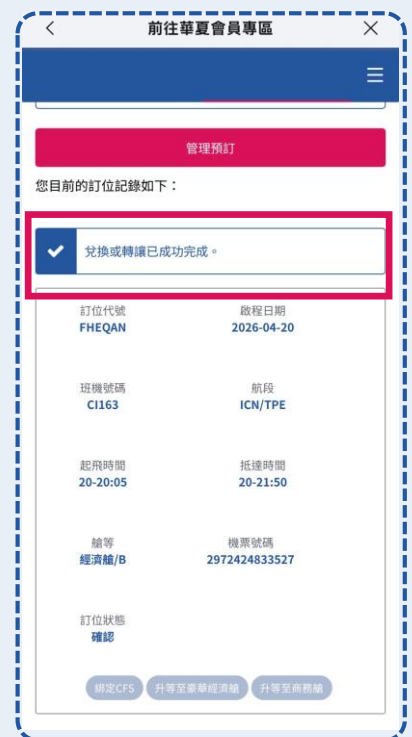 前往華夏會員專區
管理預訂
您目前的訂位記錄如下：
兌換或轉讓已成功完成。
訂位代號 啟程日期
FHEQAN 2026-04-20
班機號碼 航段
CI163 ICN/TPE
起飛時間 抵達時間
20-20:05 20-21:50
艙等 機票號碼
經濟艙/B 2972424833527
訂位狀態
確認
綁定CFS 升等至豪華經濟艙 升等至商務艙